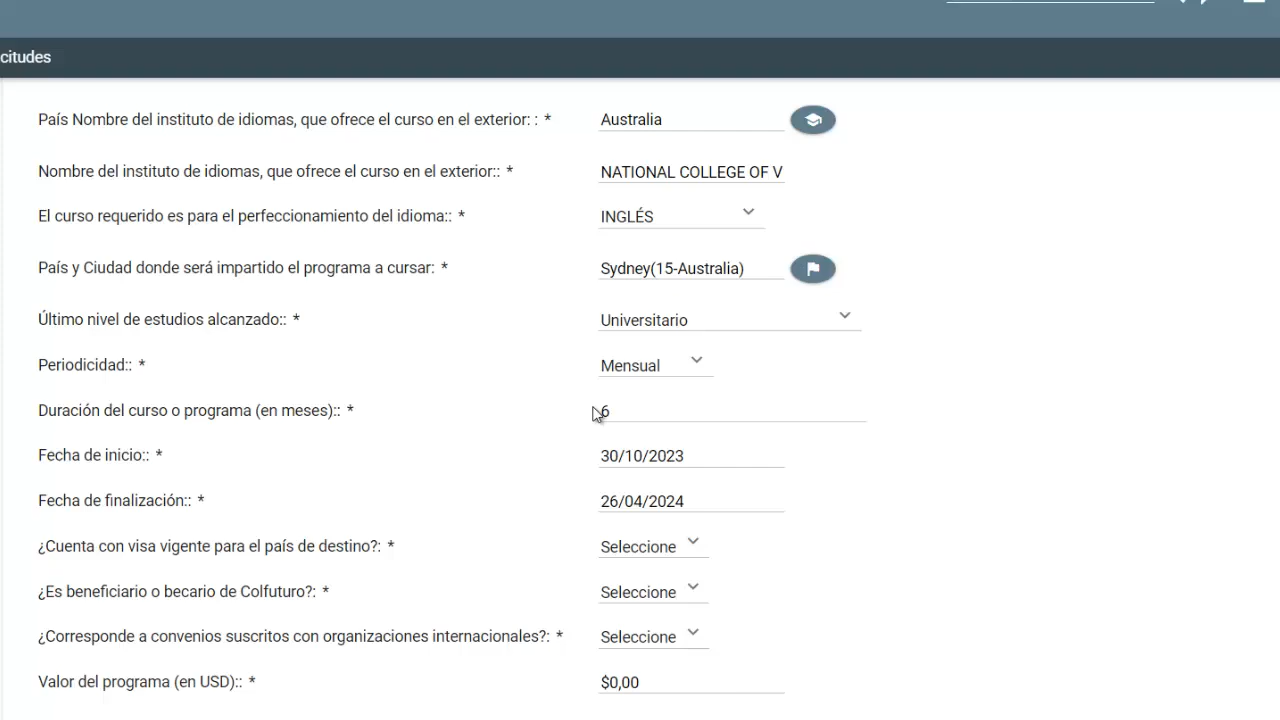 citudes
País Nombre del instituto de idiomas, que ofrece el curso en el exterior: : * Australia
Nombre del instituto de idiomas, que ofrece el curso en el exterior:: * NATIONAL COLLEGE OF V
El curso requerido es para el perfeccionamiento del idioma:: * INGLÉS
País y Ciudad donde será impartido el programa a cursar: * Sydney(15-Australia)
Último nivel de estudios alcanzado:: * Universitario
Periodicidad:: * Mensual
Duración del curso o programa (en meses):: * 6
Fecha de inicio:: * 30/10/2023
Fecha de finalización:: * 26/04/2024
¿Cuenta con visa vigente para el país de destino?: * Seleccione
¿Es beneficiario o becario de Colfuturo?: * Seleccione
¿Corresponde a convenios suscritos con organizaciones internacionales?: * Seleccione
Valor del programa (en USD):: * $0,00